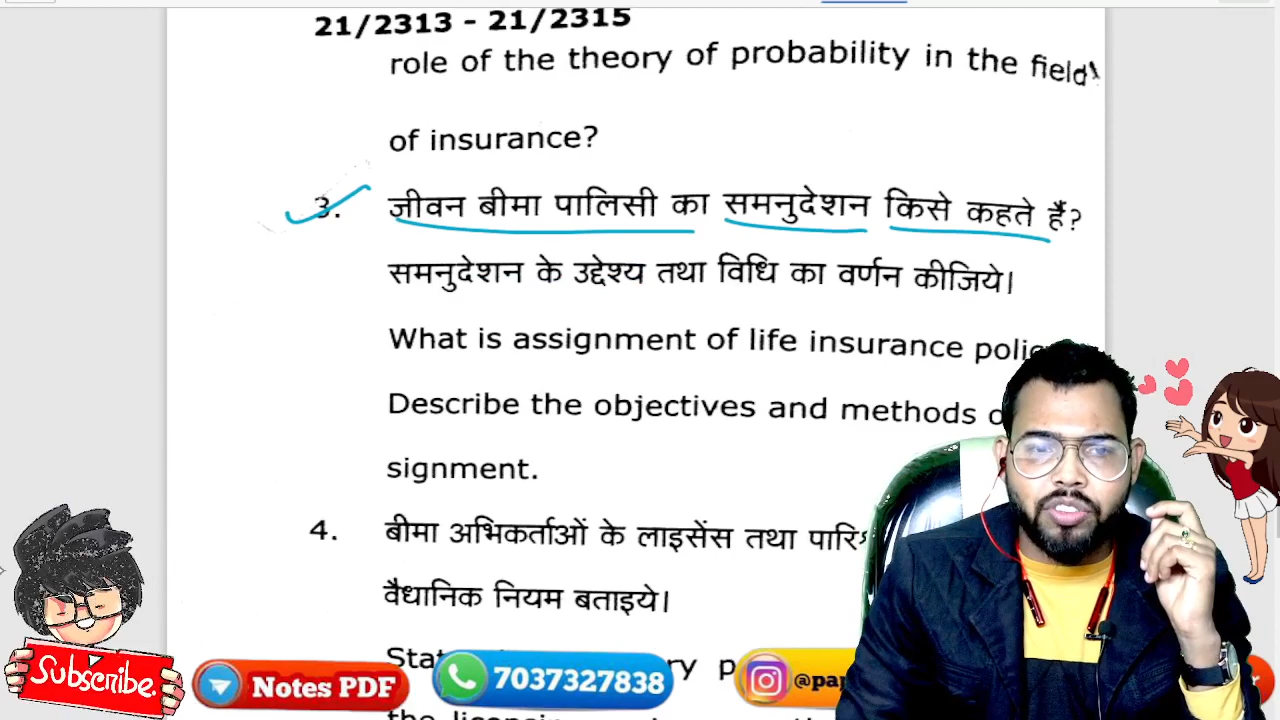 21/2313 - 21/2315
role of the theory of probability in the field
of insurance?
3. जीवन बीमा पालिसी का समनुदेशन किसे कहते हैं?
समनुदेशन के उद्देश्य तथा विधि का वर्णन कीजिये।
What is assignment of life insurance
Describe the objectives and methods
signment.
4. बीमा अभिकर्ताओं के लाइसेंस तथा
वैधानिक नियम बताइये।
Subscribe.
Notes PDF
7037327838